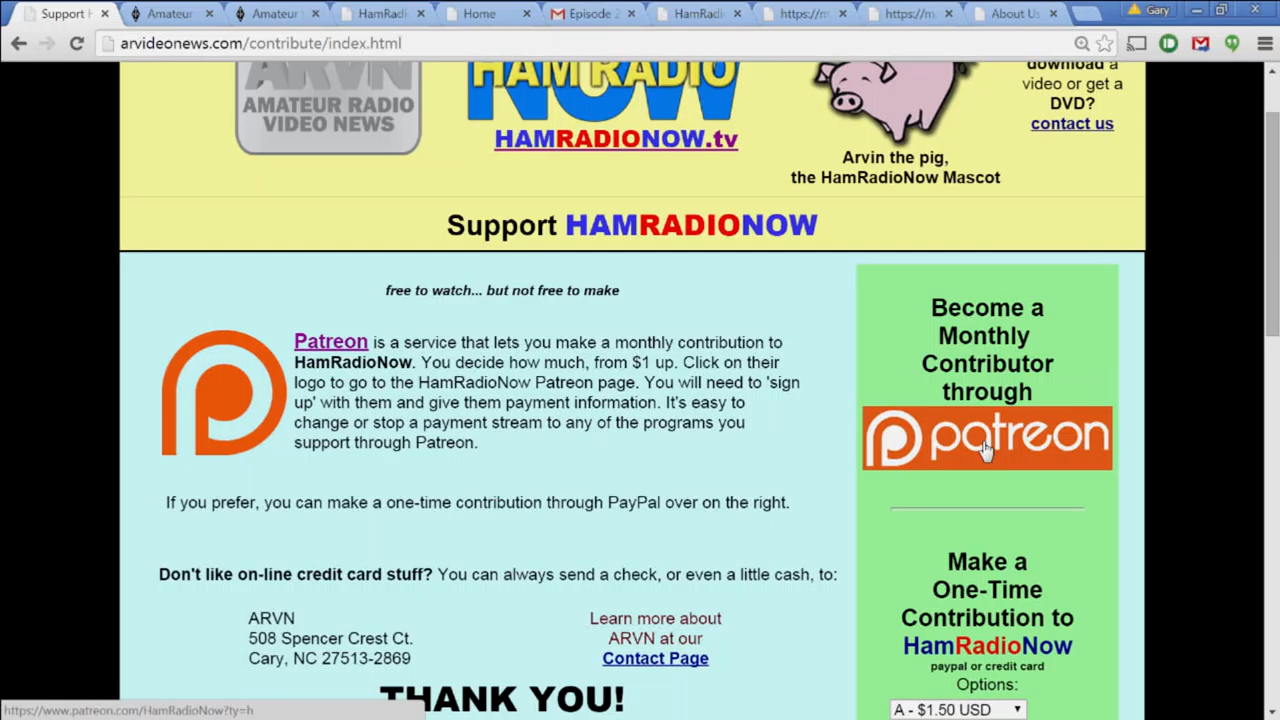 Support H
Amateur
Amateur
HamRadi
Home
Episode 2
HamRadi
https://m
https://m
About Us
Gary
arvideonews.com/contribute/index.html
ARVN
AMATEUR RADIO
VIDEO NEWS
HAM RADIO
NOW
HAMRADIONOW.tv
Arvin the pig,
the HamRadioNow Mascot
download a
video or get a
DVD?
contact us
Support HAMRADIONOW
free to watch... but not free to make
Patreon is a service that lets you make a monthly contribution to
HamRadioNow. You decide how much, from $1 up. Click on their
logo to go to the HamRadioNow Patreon page. You will need to 'sign
up' with them and give them payment information. It's easy to
change or stop a payment stream to any of the programs you
support through Patreon.
If you prefer, you can make a one-time contribution through PayPal over on the right.
Don't like on-line credit card stuff? You can always send a check, or even a little cash, to:
ARVN
508 Spencer Crest Ct.
Cary, NC 27513-2869
Learn more about
ARVN at our
Contact Page
THANK YOU!
Become a
Monthly
Contributor
through
patreon
Make a
One-Time
Contribution to
HamRadioNow
paypal or credit card
Options:
A - $1.50 USD
https://www.patreon.com/HamRadioNow?ty=h